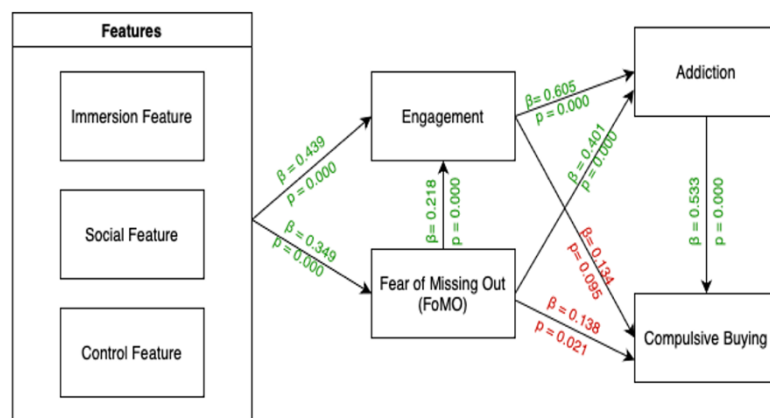 Features
Immersion Feature
Social Feature
Control Feature
β = 0.439
p = 0.000
β = 0.349
p = 0.000
Engagement
β= 0.218
p = 0.000
Fear of Missing Out
(FoMO)
β= 0.605
p = 0.000
β = 0.401
p = 0.000
β= 0.134
p = 0.095
β = 0.138
p = 0.021
Addiction
β = 0.533
p = 0.000
Compulsive Buying